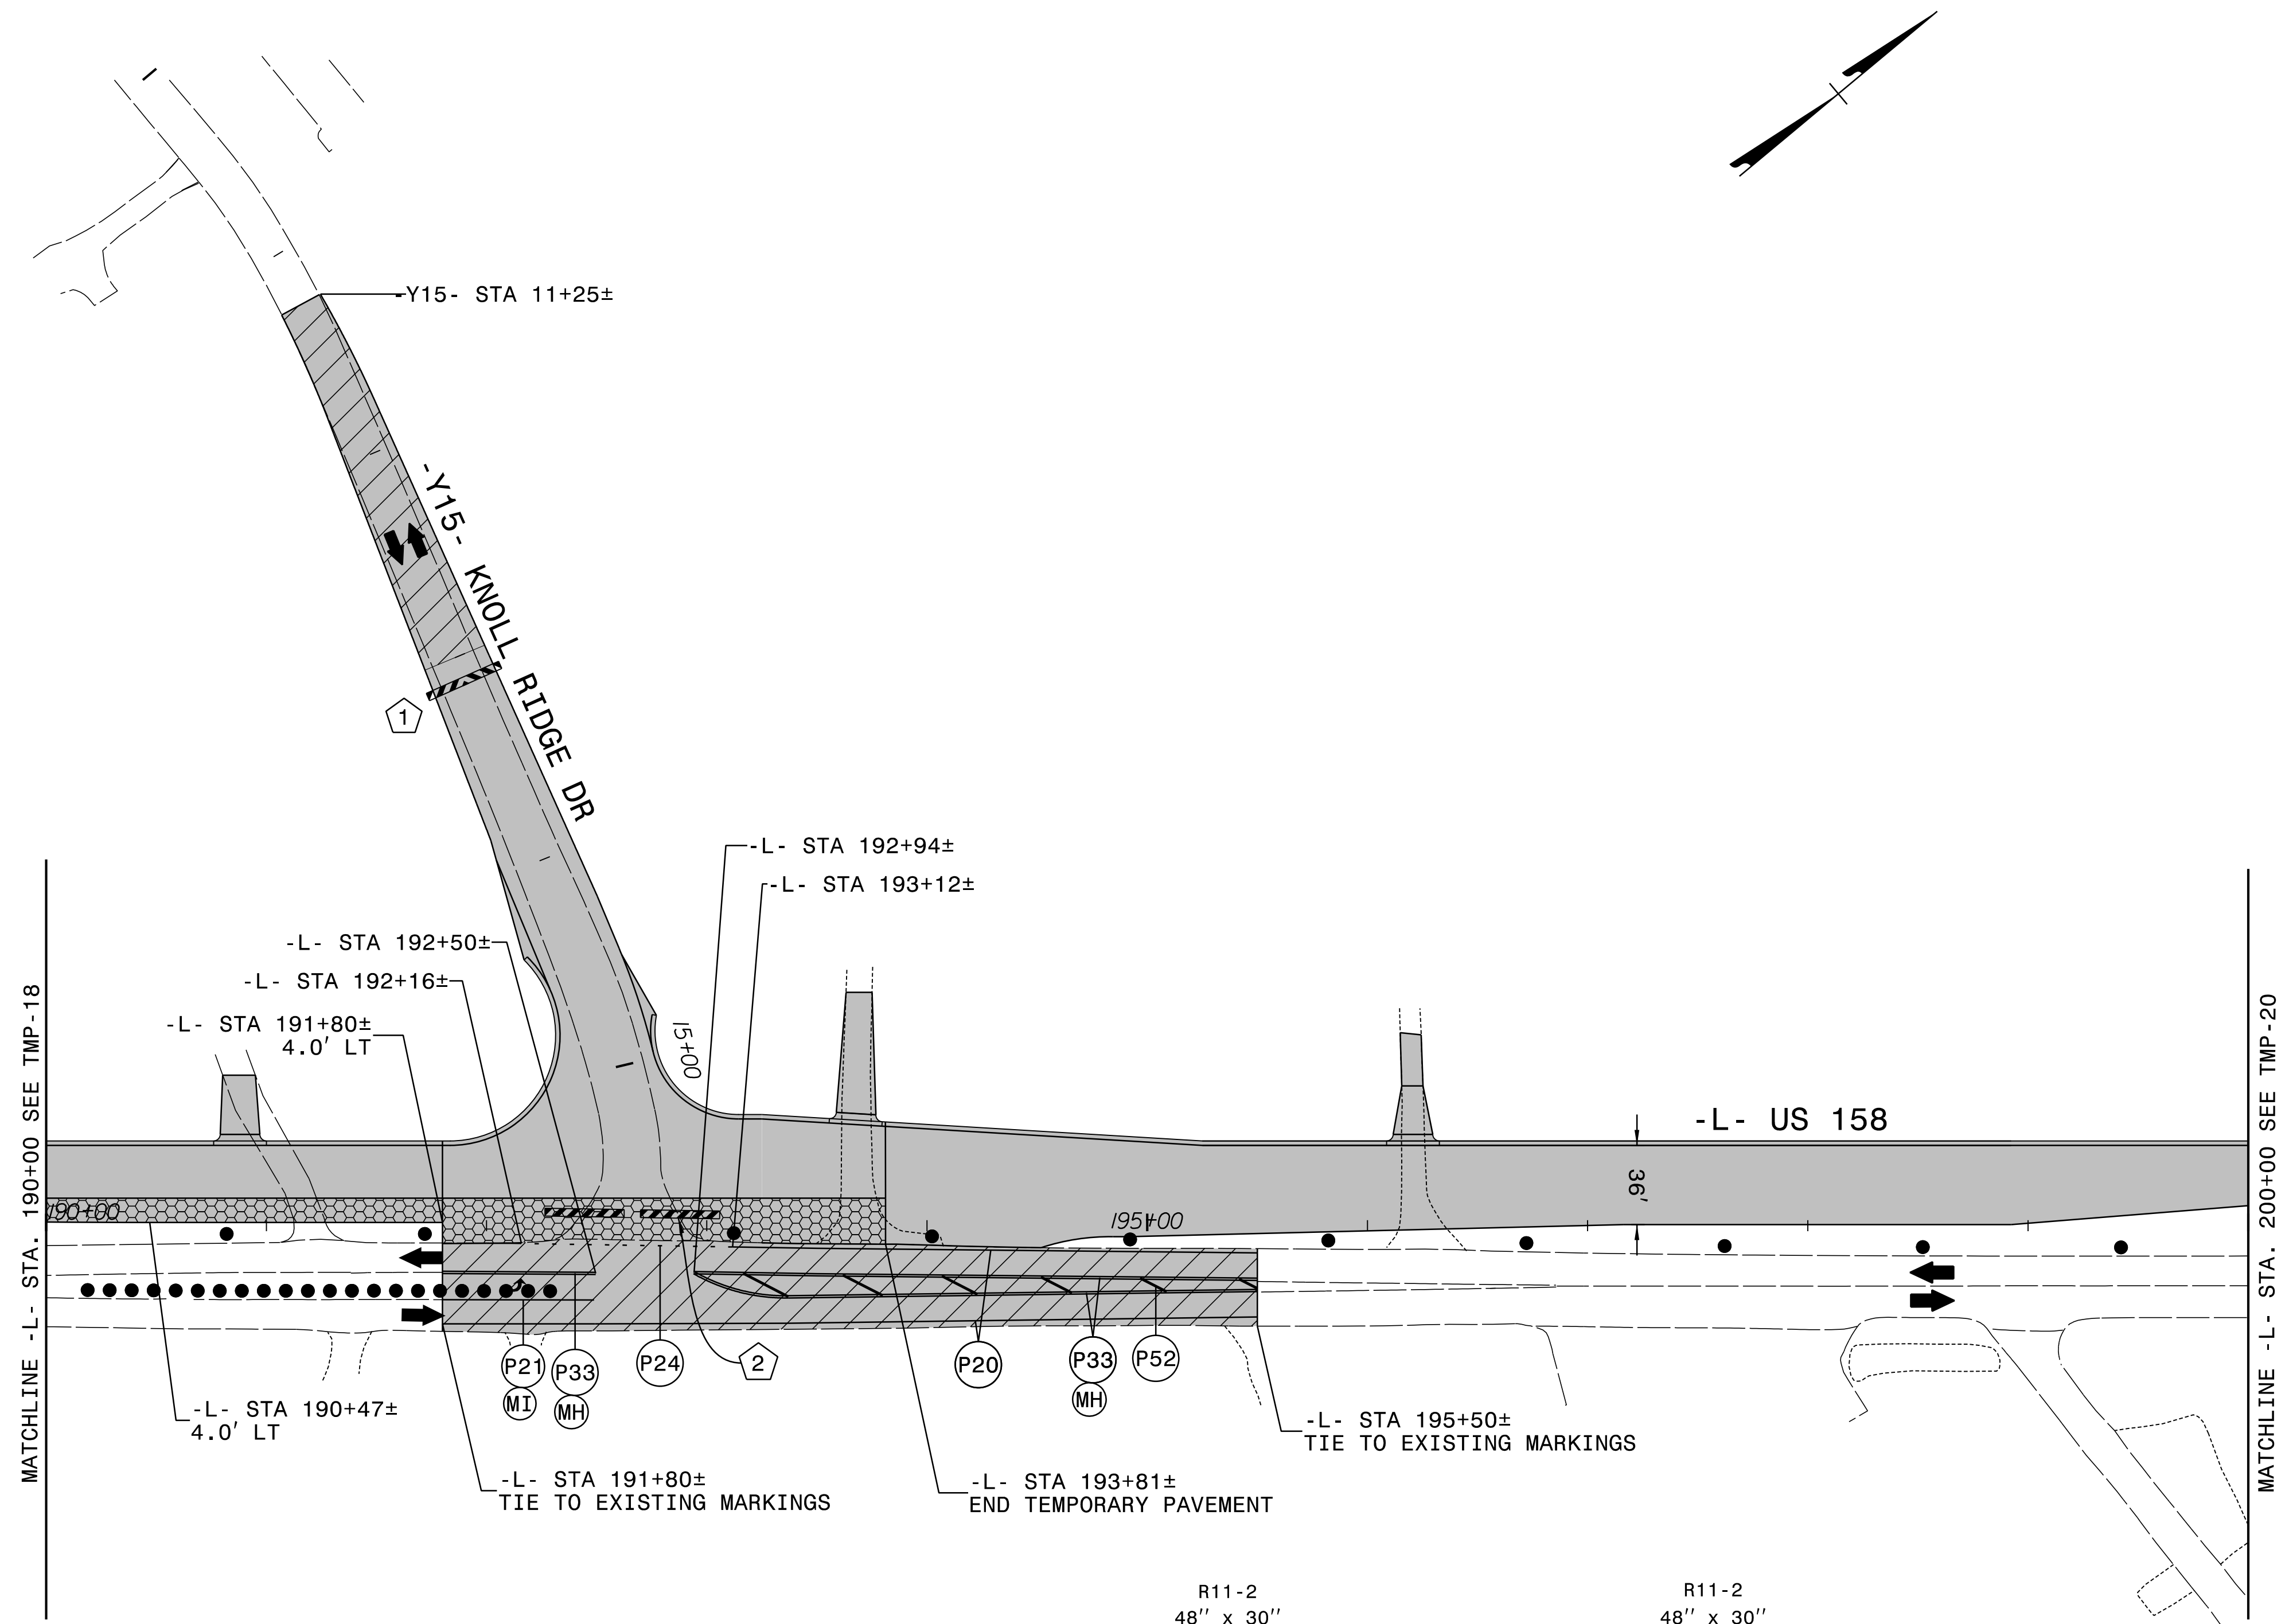 -Y15- STA 11+25±
-Y15- KNOLL RIDGE DR
1
-L- STA 192+94±
-L- STA 193+12±
-L- STA 192+50±
-L- STA 192+16±
-L- STA 191+80±
4.0' LT
15+00
-L- US 158
36'
190+00
195+00
MATCHLINE -L- STA. 190+00 SEE TMP-18
MATCHLINE -L- STA. 200+00 SEE TMP-20
P21
MI
P33
MH
P24
2
P20
P33
MH
P52
-L- STA 190+47±
4.0' LT
-L- STA 195+50±
TIE TO EXISTING MARKINGS
-L- STA 191+80±
TIE TO EXISTING MARKINGS
-L- STA 193+81±
END TEMPORARY PAVEMENT
R11-2
48'' x 30''
R11-2
48'' x 30''